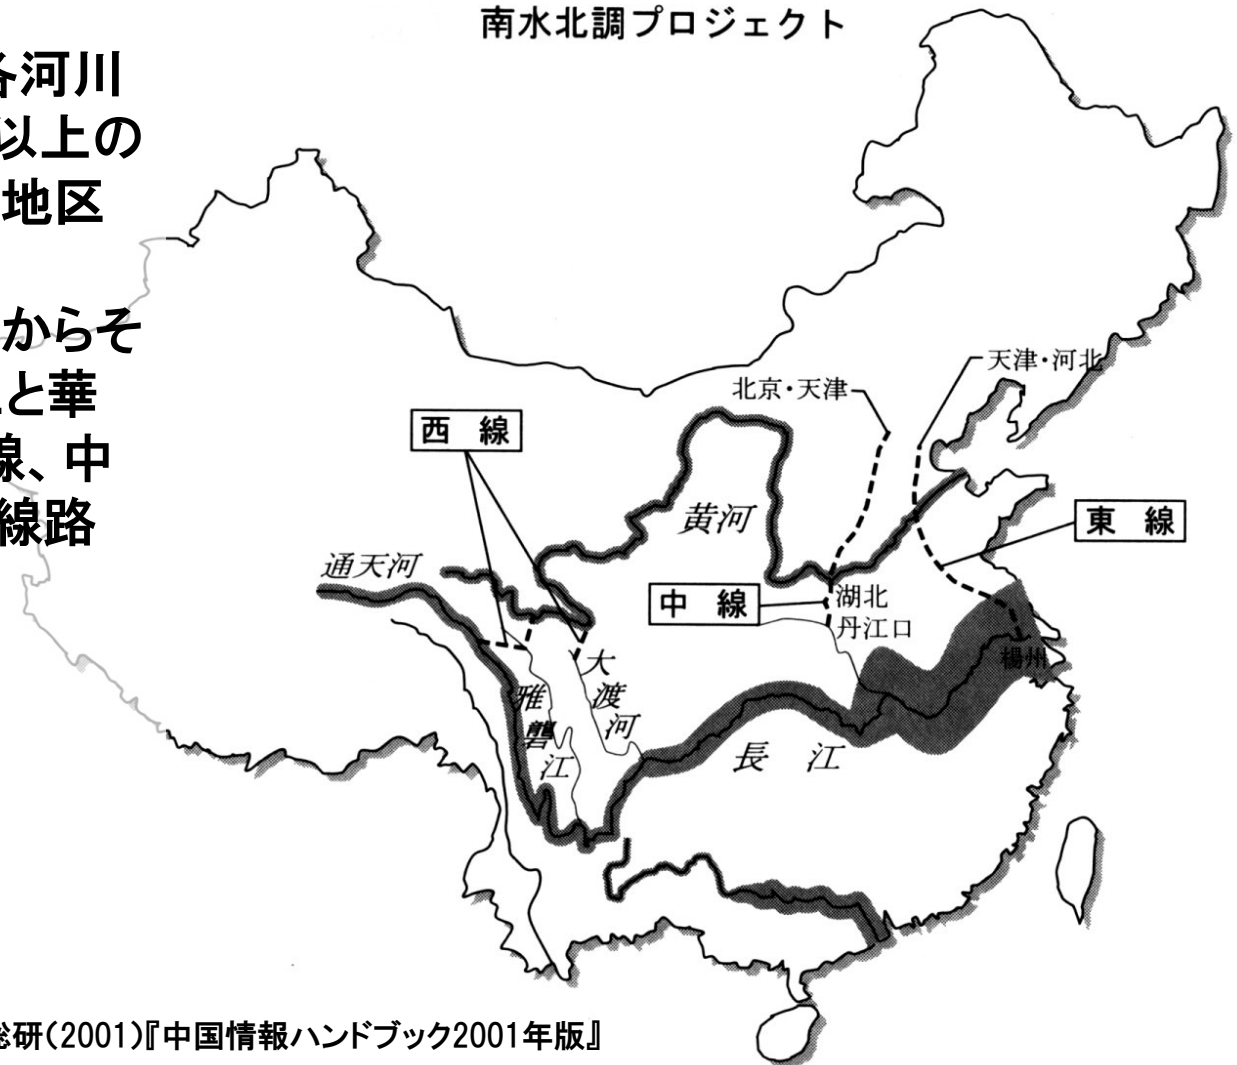 南水北調プロジェクト
各河川
以上の
地区
からそ
と華
線、中
線路
天津・河北
北京・天津
西 線
黄河
東 線
通天河
中 線
湖北
丹江口
楊州
大渡河
雅礱江
長 江
総研(2001)『中国情報ハンドブック2001年版』